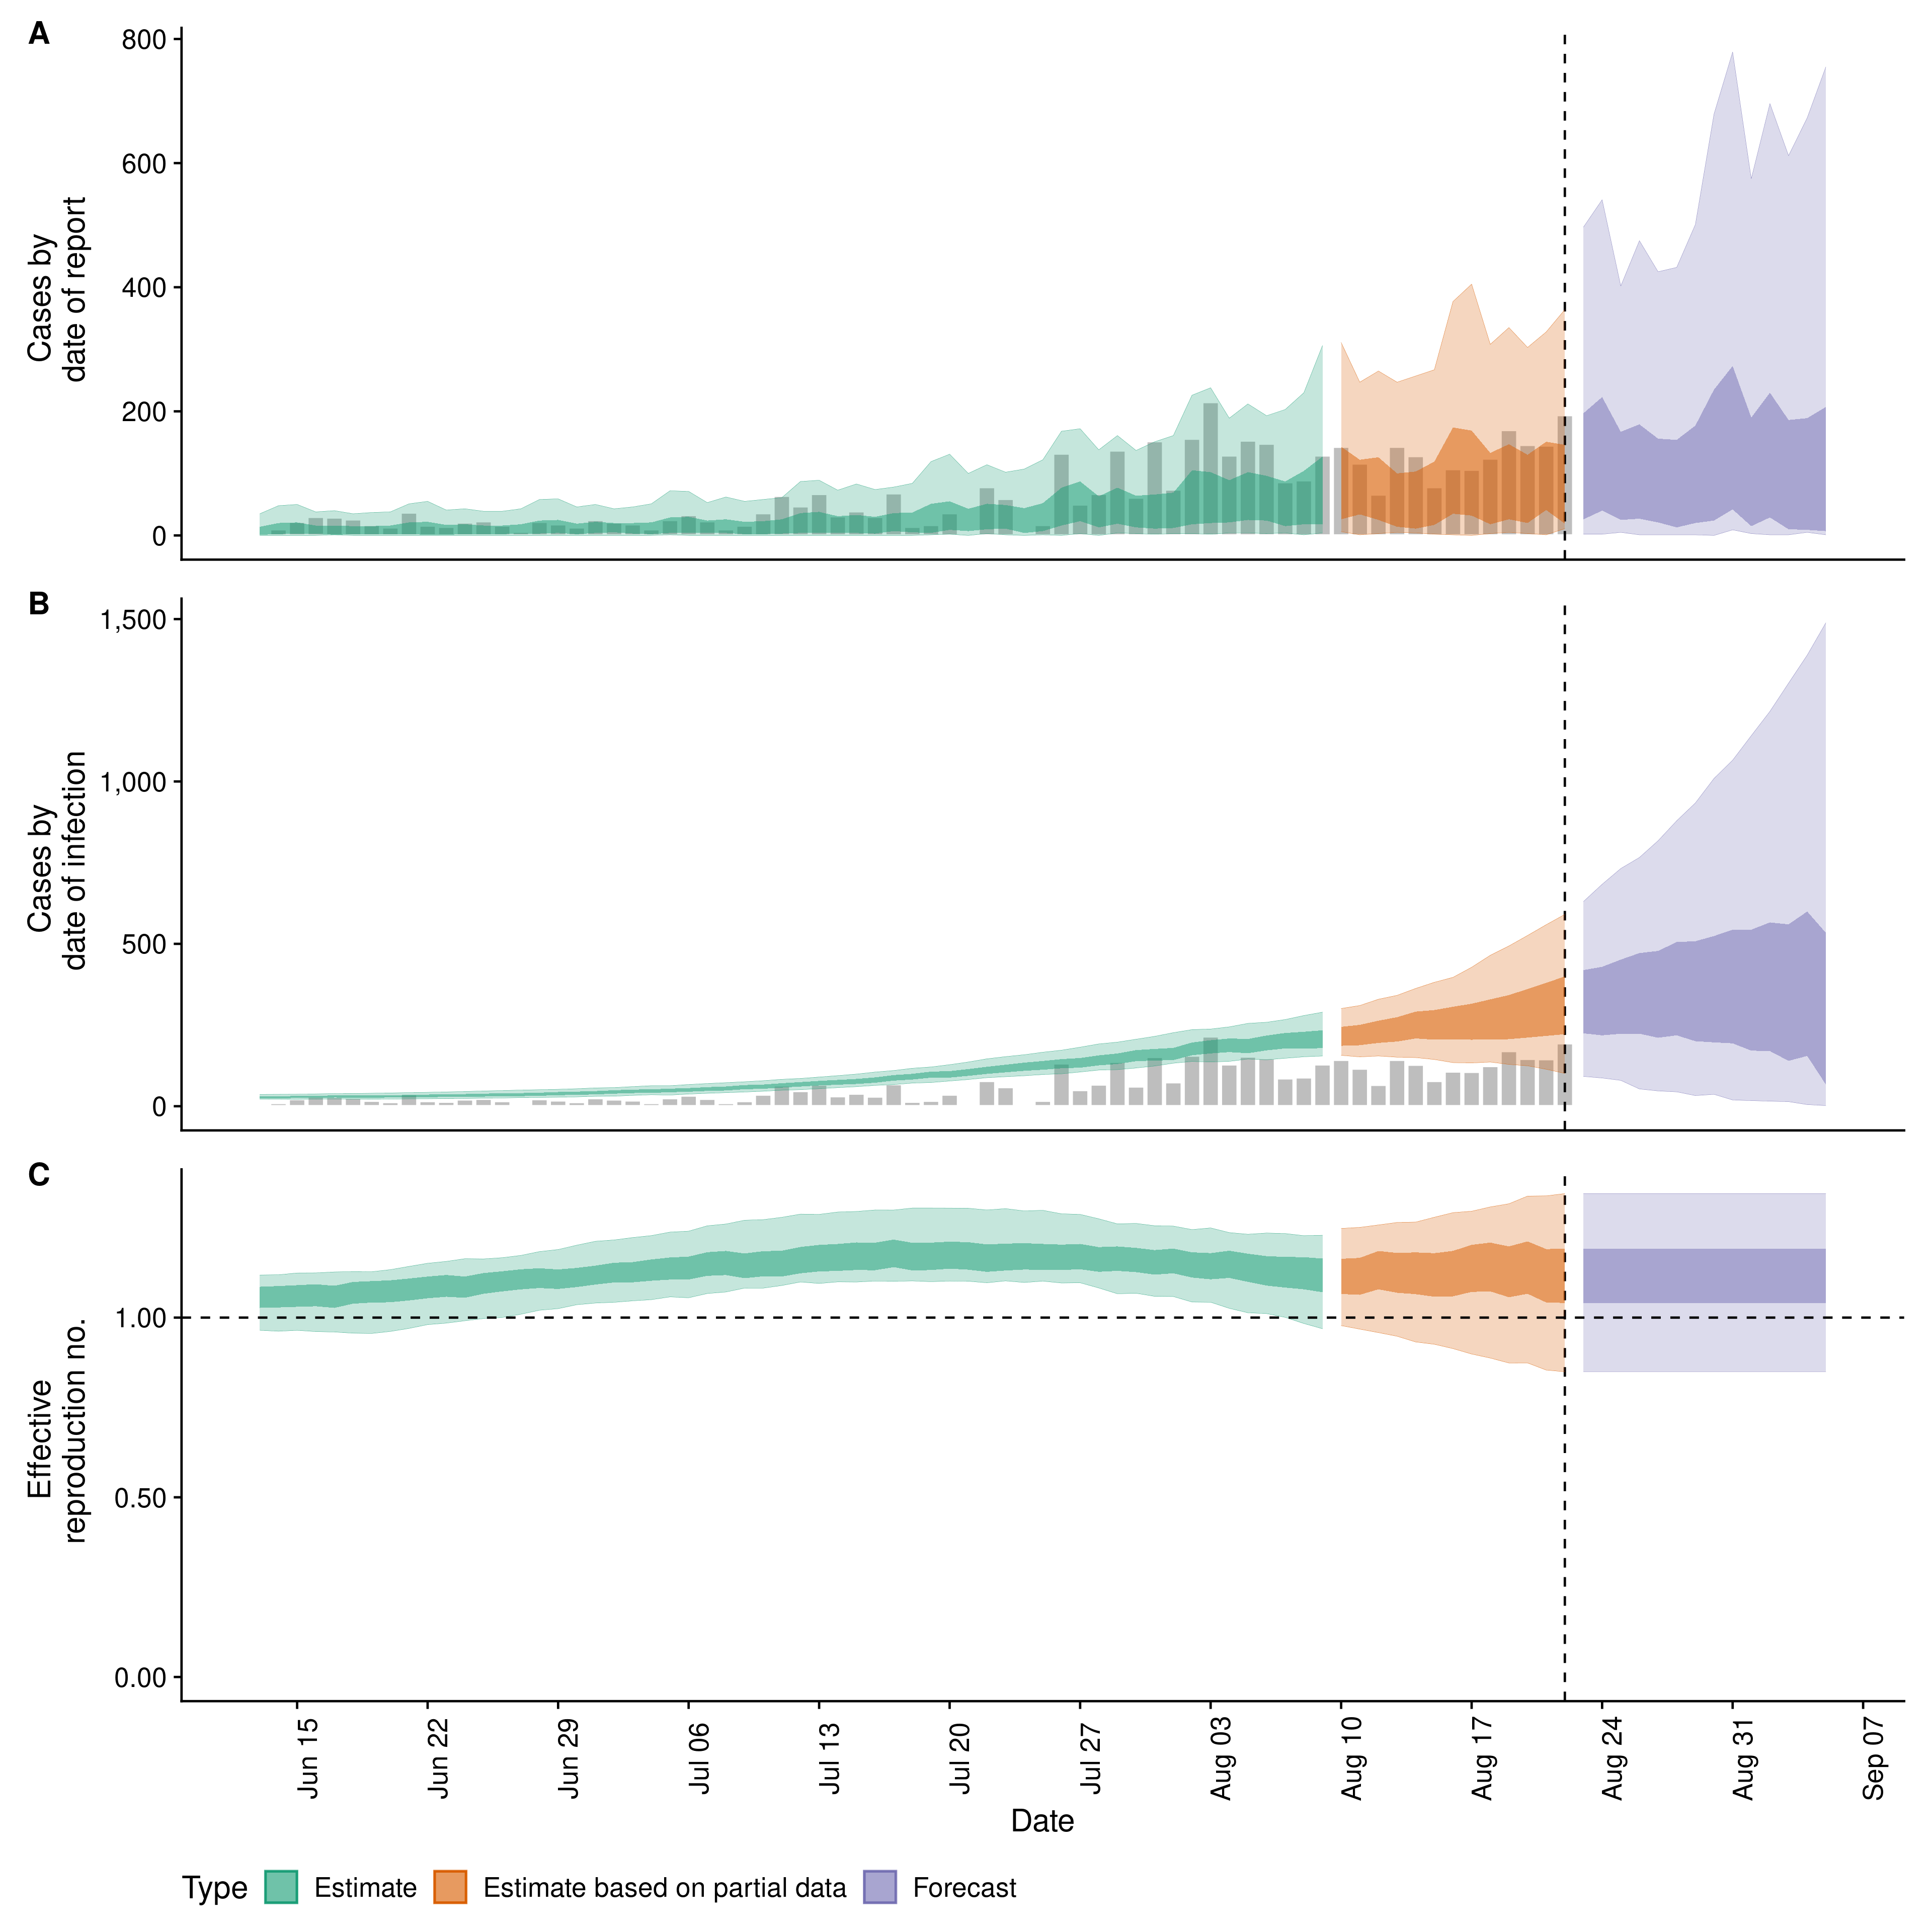 A
Cases by
date of report
800
600
400
200
0
B
Cases by
date of infection
1,500
1,000
500
0
C
Effective
reproduction no.
1.00
0.50
0.00
Jun 15
Jun 22
Jun 29
Jul 06
Jul 13
Jul 20
Jul 27
Aug 03
Aug 10
Aug 17
Aug 24
Aug 31
Sep 07
Date
Type Estimate Estimate based on partial data Forecast